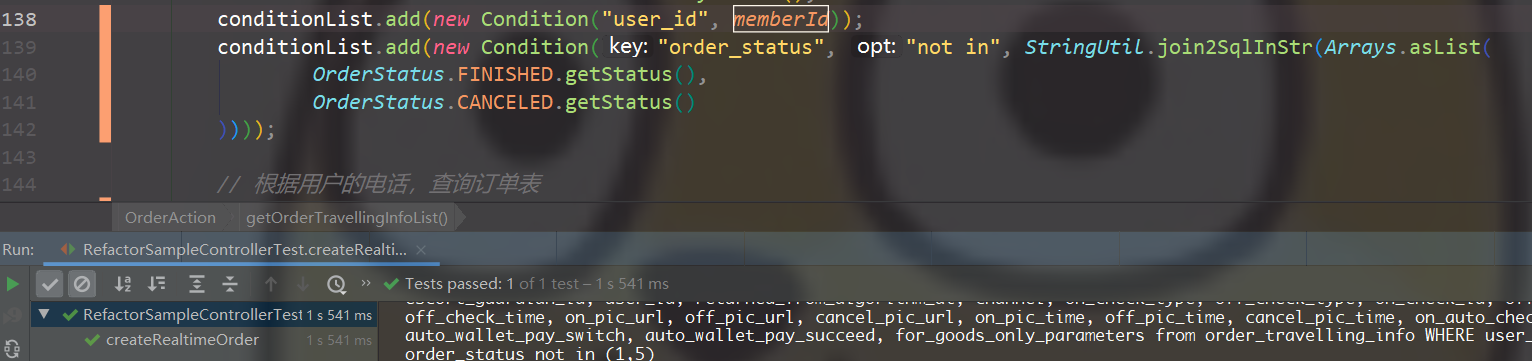 138 conditionList.add(new Condition("user_id", memberId));
139 conditionList.add(new Condition( key: "order_status", opt: "not in", StringUtil.join2SqlInStr(Arrays.asList(
140 OrderStatus.FINISHED.getStatus(),
141 OrderStatus.CANCELED.getStatus()
142 ))));
143
144 // 根据用户的电话，查询订单表
OrderAction getOrderTravellingInfoList()
Run: RefactorSampleControllerTest.createRealti... ×
>> Tests passed: 1 of 1 test – 1 s 541 ms
RefactorSampleControllerTest 1 s 541 ms
createRealtimeOrder 1 s 541 ms
off_check_time, on_pic_url, off_pic_url, cancel_pic_url, on_pic_time, off_pic_time, cancel_pic_time, on_auto_che
auto_wallet_pay_switch, auto_wallet_pay_succeed, for_goods_only_parameters from order_travelling_info WHERE user_
order_status not in (1,5)